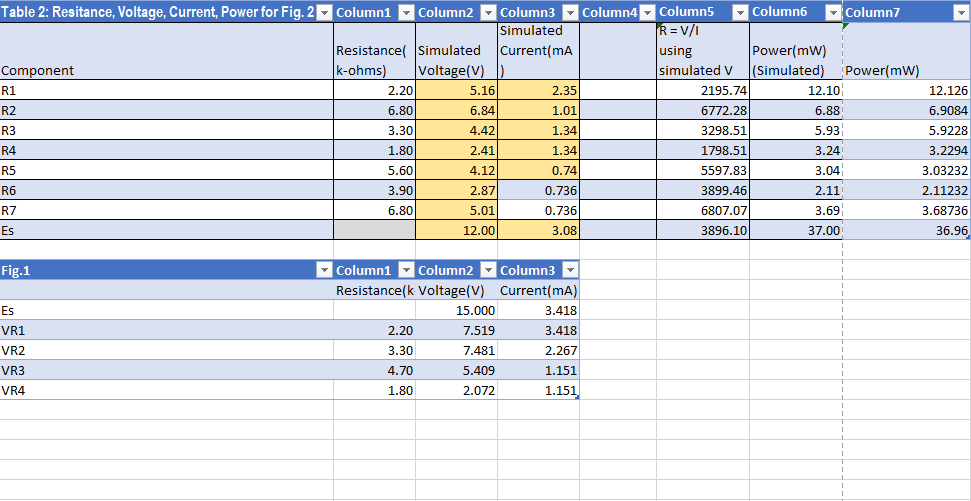 Table 2: Resitance, Voltage, Current, Power for Fig. 2 Column1 Column2 Column3 Column4 Column5 Column6 Column7
Component Resistance(k-ohms) Simulated Voltage(V) Simulated Current(mA) R = V/I using simulated V Power(mW) (Simulated) Power(mW)
R1 2.20 5.16 2.35 2195.74 12.10 12.126
R2 6.80 6.84 1.01 6772.28 6.88 6.9084
R3 3.30 4.42 1.34 3298.51 5.93 5.9228
R4 1.80 2.41 1.34 1798.51 3.24 3.2294
R5 5.60 4.12 0.74 5597.83 3.04 3.03232
R6 3.90 2.87 0.736 3899.46 2.11 2.11232
R7 6.80 5.01 0.736 6807.07 3.69 3.68736
Es 12.00 3.08 3896.10 37.00 36.96
Fig.1 Column1 Column2 Column3
Resistance(k Voltage(V) Current(mA)
Es 15.000 3.418
VR1 2.20 7.519 3.418
VR2 3.30 7.481 2.267
VR3 4.70 5.409 1.151
VR4 1.80 2.072 1.151